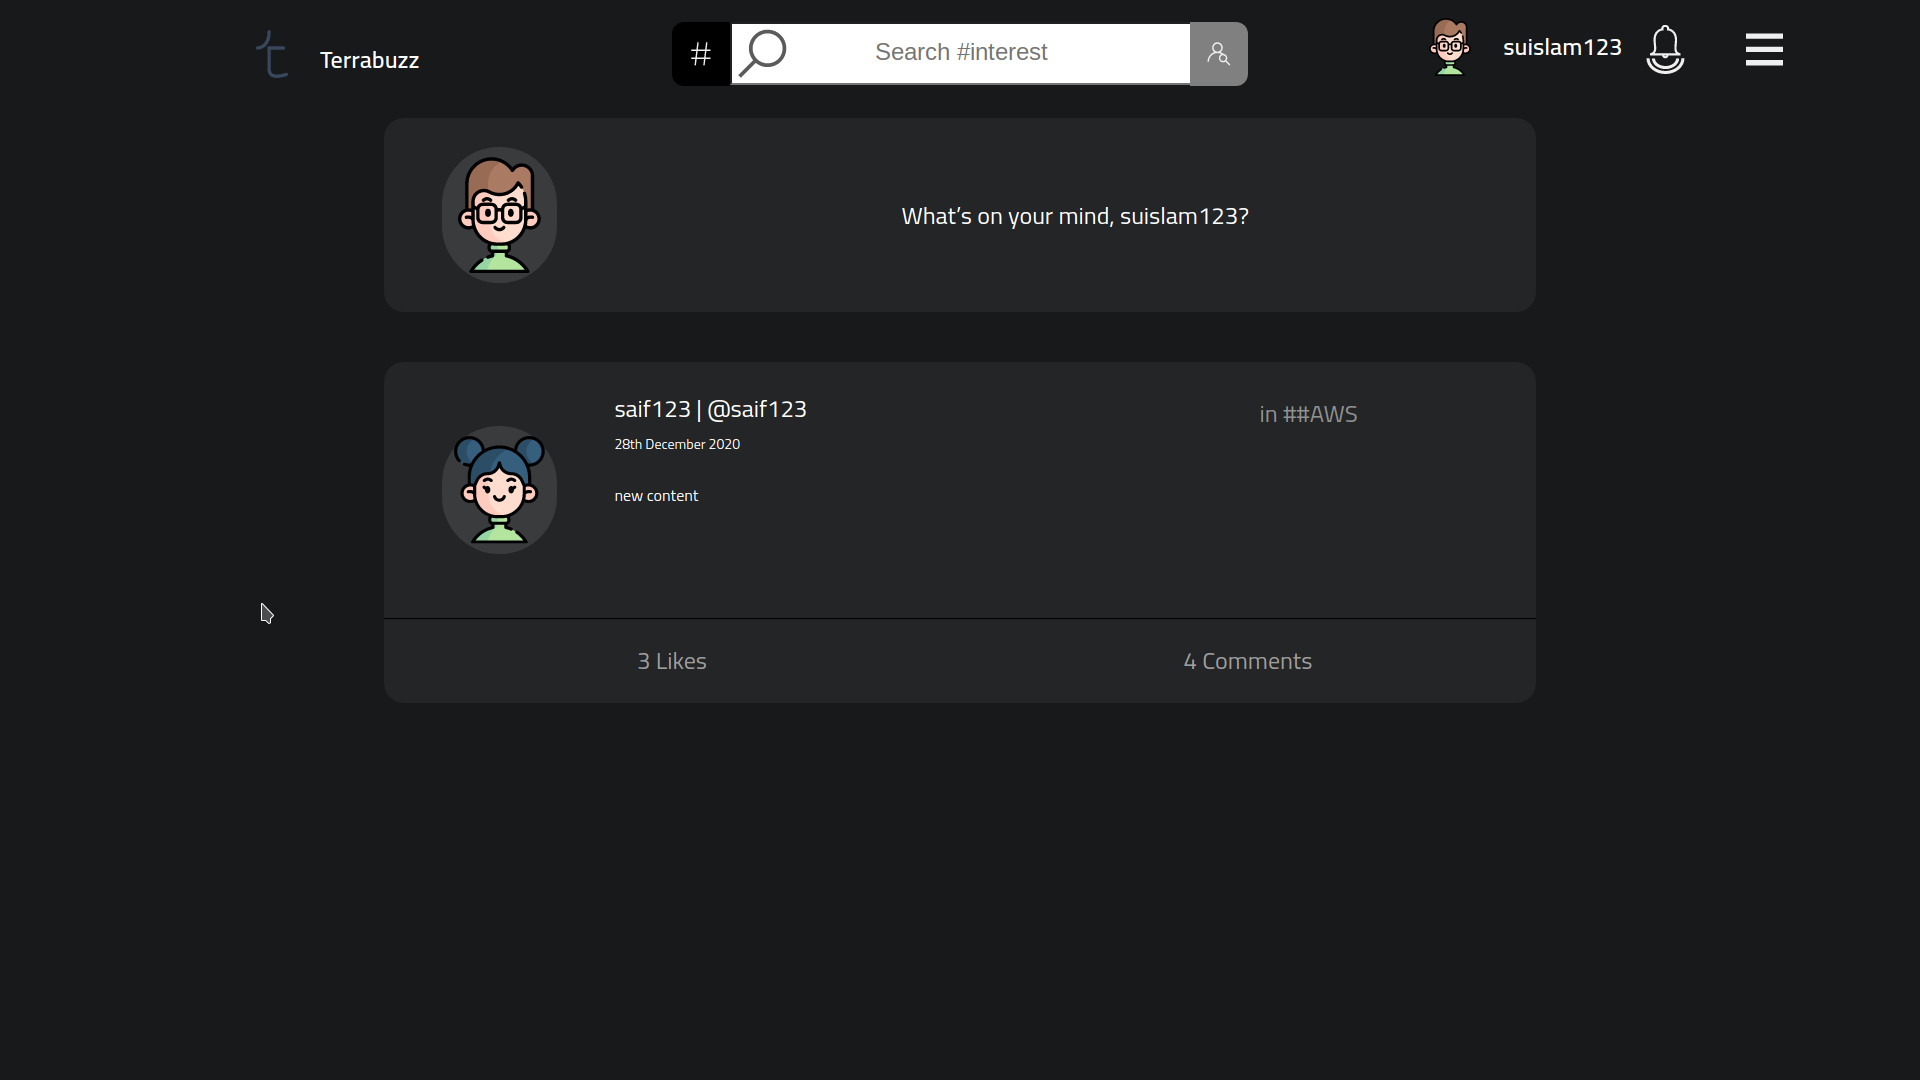 Terrabuzz
#
Search #interest
suislam123
What's on your mind, suislam123?
saif123 | @saif123
in ##AWS
28th December 2020
new content
3 Likes
4 Comments